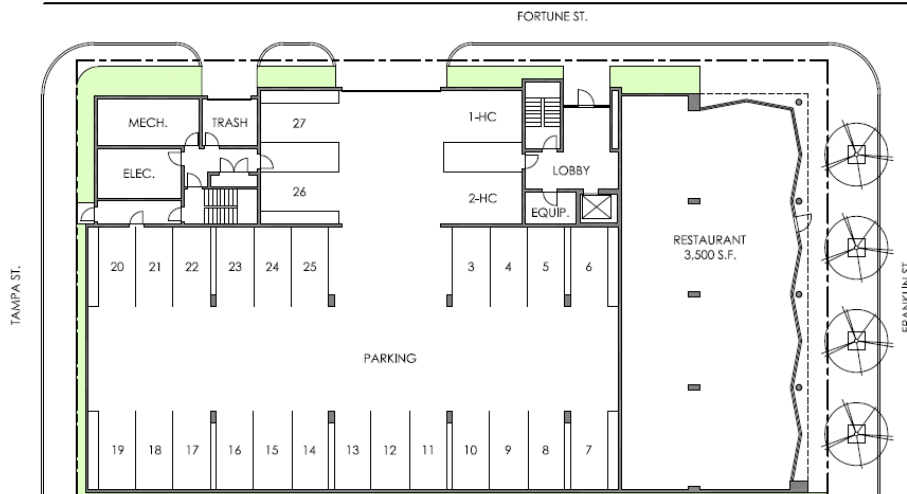 FORTUNE ST.
MECH.
TRASH
27
1-HC
ELEC.
LOBBY
26
2-HC
EQUIP.
RESTAURANT
3,500 S.F.
20 21 22 23 24 25 3 4 5 6
TAMPA ST.
FRANKLIN ST.
PARKING
19 18 17 16 15 14 13 12 11 10 9 8 7